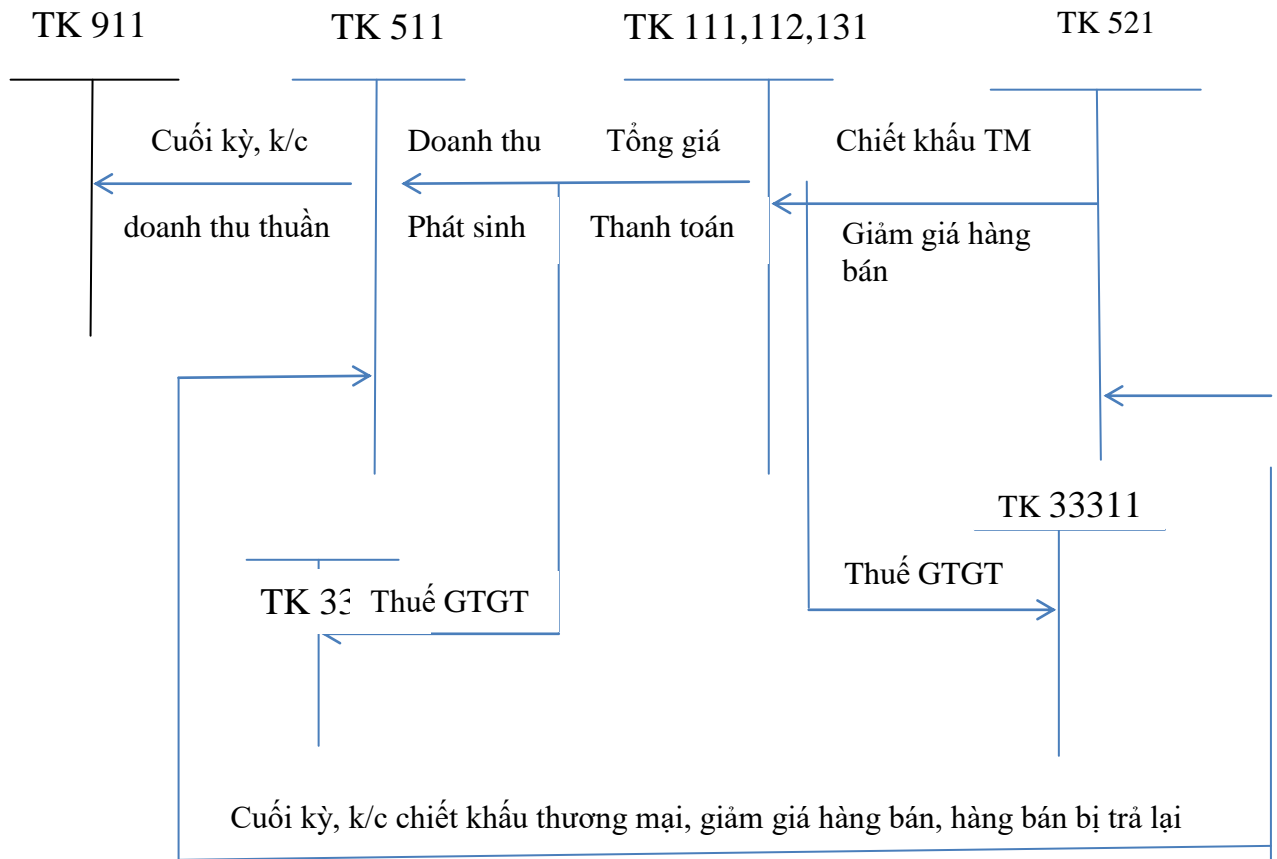 TK 911
TK 511
TK 111,112,131
TK 521
Cuối kỳ, k/c
doanh thu thuần
Doanh thu
Phát sinh
Tổng giá
Thanh toán
Chiết khấu TM
Giảm giá hàng
bán
TK 33311
Thuế GTGT
TK 33
Thuế GTGT
Cuối kỳ, k/c chiết khấu thương mại, giảm giá hàng bán, hàng bán bị trả lại